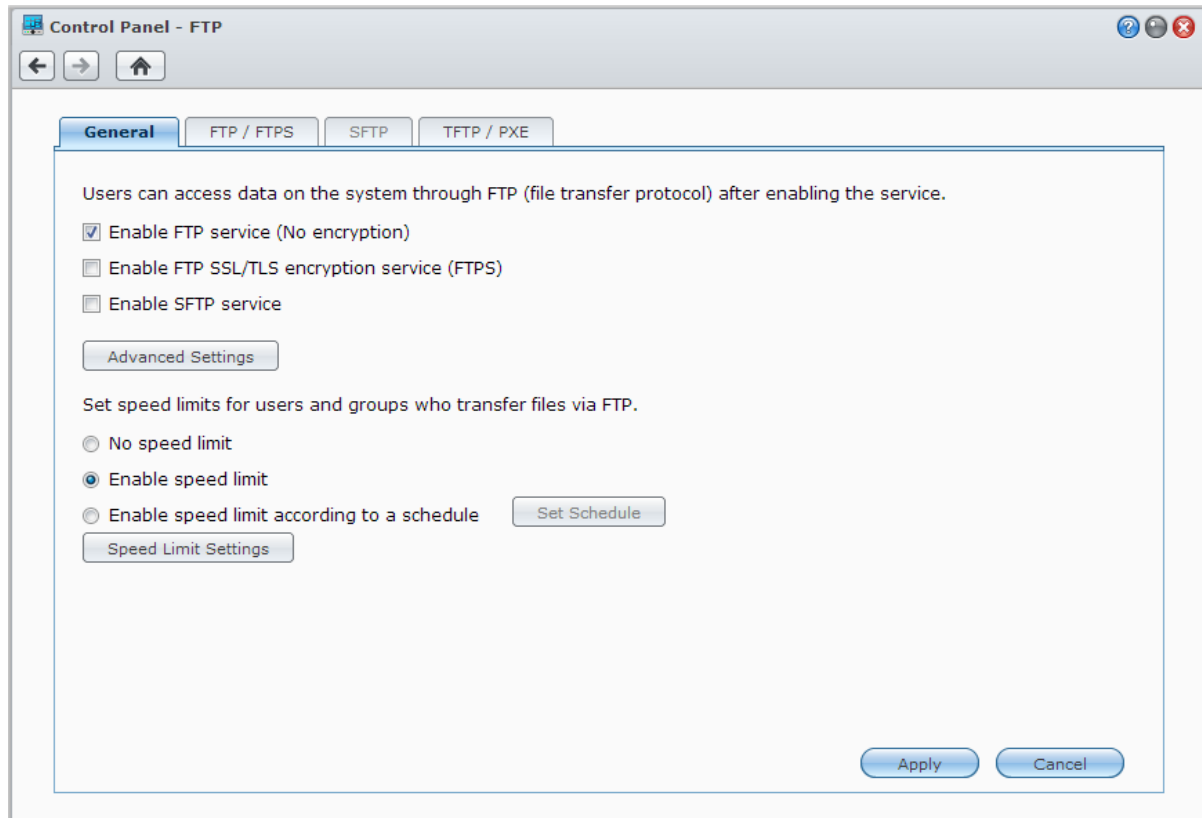 Control Panel - FTP
General
FTP / FTPS
SFTP
TFTP / PXE
Users can access data on the system through FTP (file transfer protocol) after enabling the service.
Enable FTP service (No encryption)
Enable FTP SSL/TLS encryption service (FTPS)
Enable SFTP service
Advanced Settings
Set speed limits for users and groups who transfer files via FTP.
No speed limit
Enable speed limit
Enable speed limit according to a schedule
Set Schedule
Speed Limit Settings
Apply
Cancel